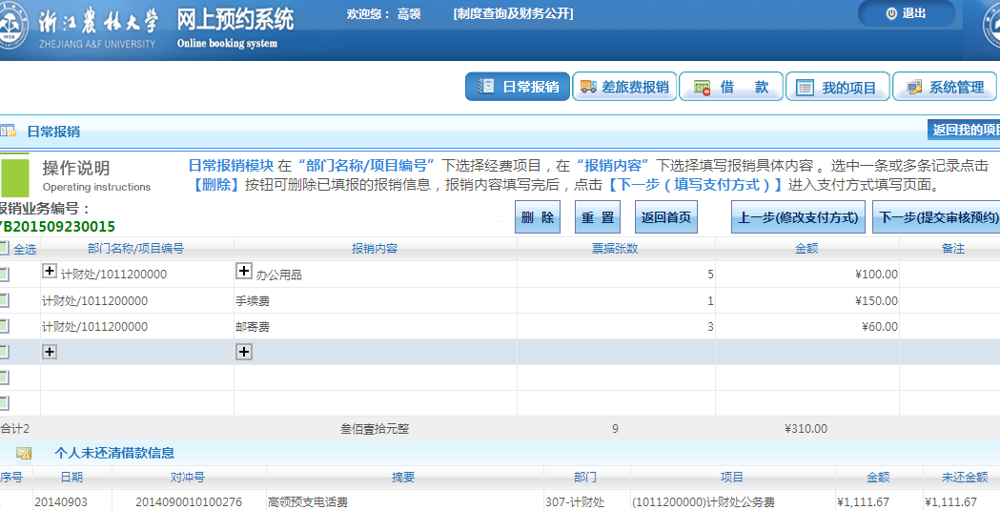 浙江农林大学 网上预约系统 欢迎您： 高领 [制度查询及财务公开] 退出
ZHEJIANG A&F UNIVERSITY Online booking system
日常报销 差旅费报销 借 款 我的项目 系统管理
日常报销 返回我的项目
操作说明 日常报销模块 在“部门名称/项目编号”下选择经费项目，在“报销内容”下选择填写报销具体内容 。选中一条或多条记录点击
Operating instructions 【删除】按钮可删除已填报的报销信息，报销内容填写完后，点击【下一步（填写支付方式）】进入支付方式填写页面。
报销业务编号：
YB201509230015 删 除 重 置 返回首页 上一步(修改支付方式) 下一步(提交审核预约)
全选 部门名称/项目编号 报销内容 票据张数 金额 备注
计财处/1011200000 办公用品 5 ¥100.00
计财处/1011200000 手续费 1 ¥150.00
计财处/1011200000 邮寄费 3 ¥60.00
合计2 叁佰壹拾元整 9 ¥310.00
个人未还清借款信息
序号 日期 对冲号 摘要 部门 项目 金额 未还金额
20140903 2014090010100276 高领预支电话费 307-计财处 (1011200000)计财处公务费 ¥1,111.67 ¥1,111.67